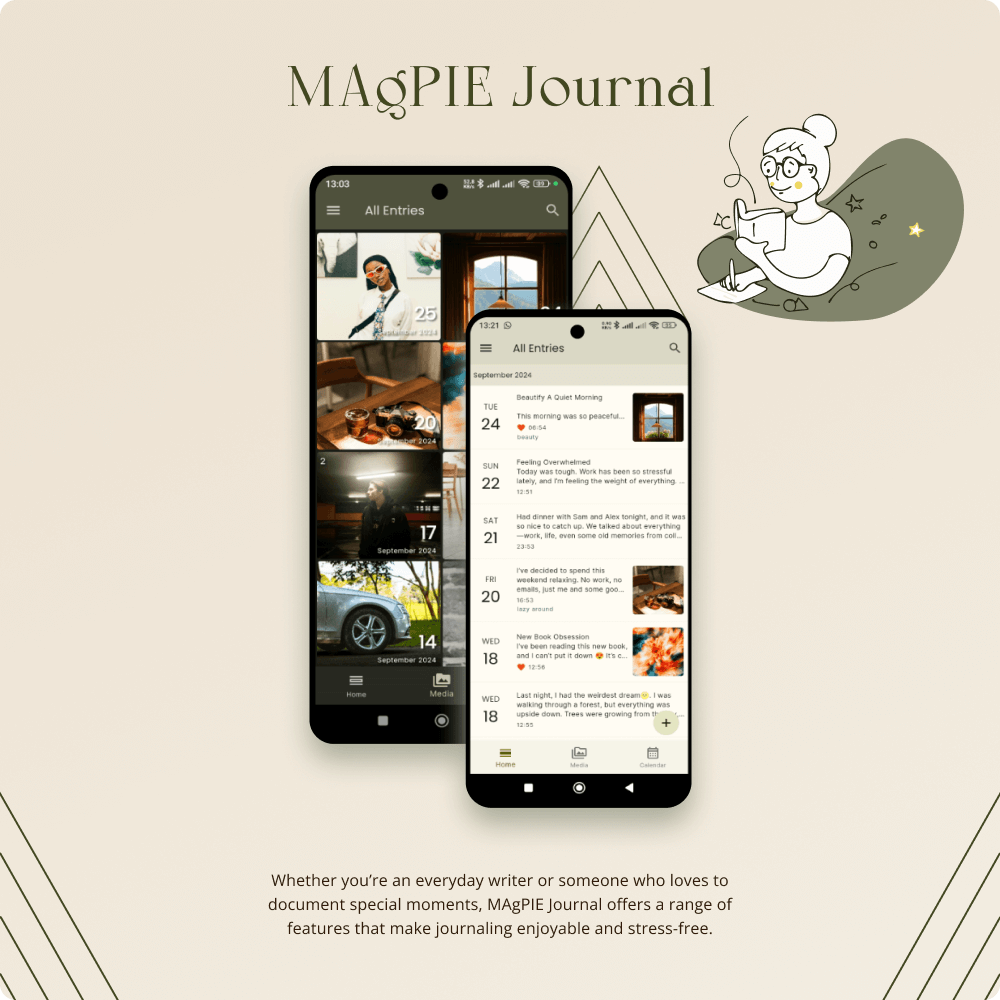 MAgPIE Journal
13:03
All Entries
25
September 2024
20
September 2024
2
17
September 2024
14
September 2024
Home
Media
13:21
All Entries
September 2024
TUE
24
Beautify A Quiet Morning
This morning was so peaceful...
06:54
beauty
SUN
22
Feeling Overwhelmed
Today was tough. Work has been so stressful
lately, and I'm feeling the weight of everything. ...
12:51
SAT
21
Had dinner with Sam and Alex tonight, and it was
so nice to catch up. We talked about everything
—work, life, even some old memories from coll...
23:53
FRI
20
I've decided to spend this
weekend relaxing. No work, no
emails, just me and some goo...
16:53
lazy around
WED
18
New Book Obsession
I've been reading this new book,
and I can't put it down 😍 It's c...
12:56
WED
18
Last night, I had the weirdest dream. I was
walking through a forest, but everything was
upside down. Trees were growing from
12:55
+
Home
Media
Calendar
Whether you're an everyday writer or someone who loves to
document special moments, MAgPIE Journal offers a range of
features that make journaling enjoyable and stress-free.